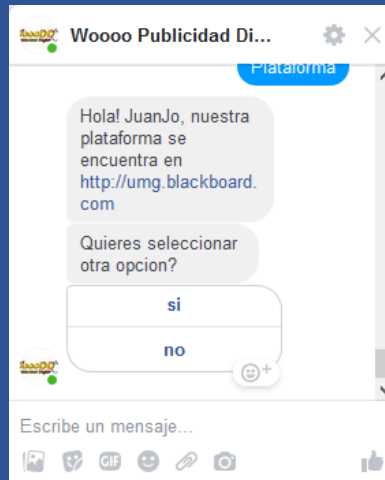 Woooo Publicidad Di...
Plataforma
Hola! JuanJo, nuestra
plataforma se
encuentra en
http://umg.blackboard.
com
Quieres seleccionar
otra opcion?
si
no
Escribe un mensaje...
GIF